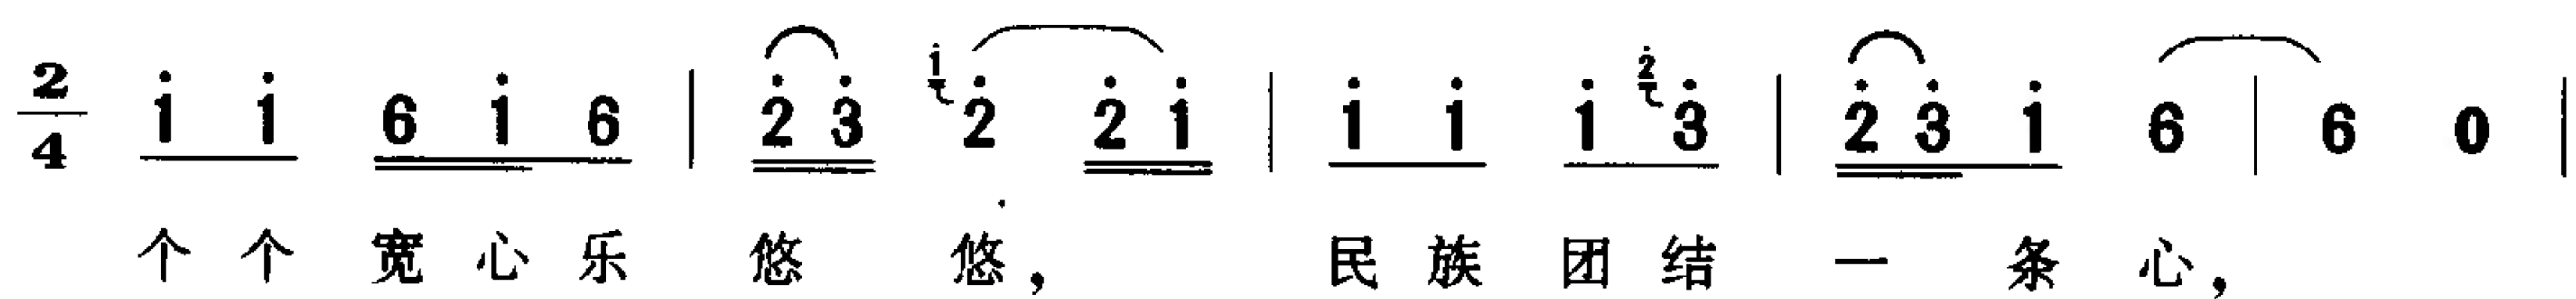 2/4 i̇ i̇ 6 i̇ 6 | 2̇ 3̇ i̇ 2̇ 2̇ i̇ | i̇ i̇ i̇ 2̇ 3̇ | 2̇ 3̇ i̇ 6 | 6 0 |
个个宽心乐悠悠，民族团结一条心，